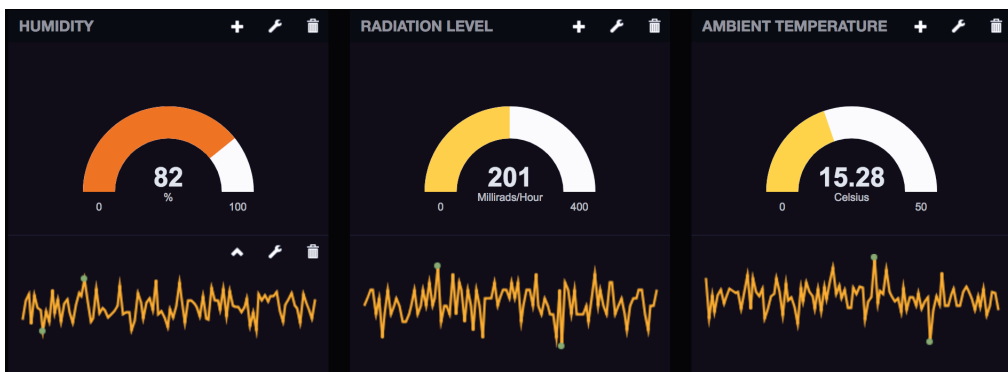 HUMIDITY
82
%
0 100
RADIATION LEVEL
201
Millirads/Hour
0 400
AMBIENT TEMPERATURE
15.28
Celsius
0 50